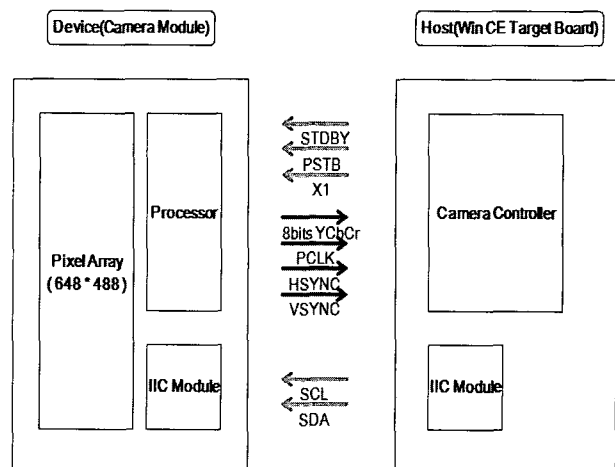 Device(Camera Module)
Host(Win CE Target Board)
Pixel Array
(648*488)
Processor
IIC Module
STDBY
PSTB
X1
8bits YCbCr
PCLK
HSYNC
VSYNC
SCL
SDA
Camera Controller
IIC Module